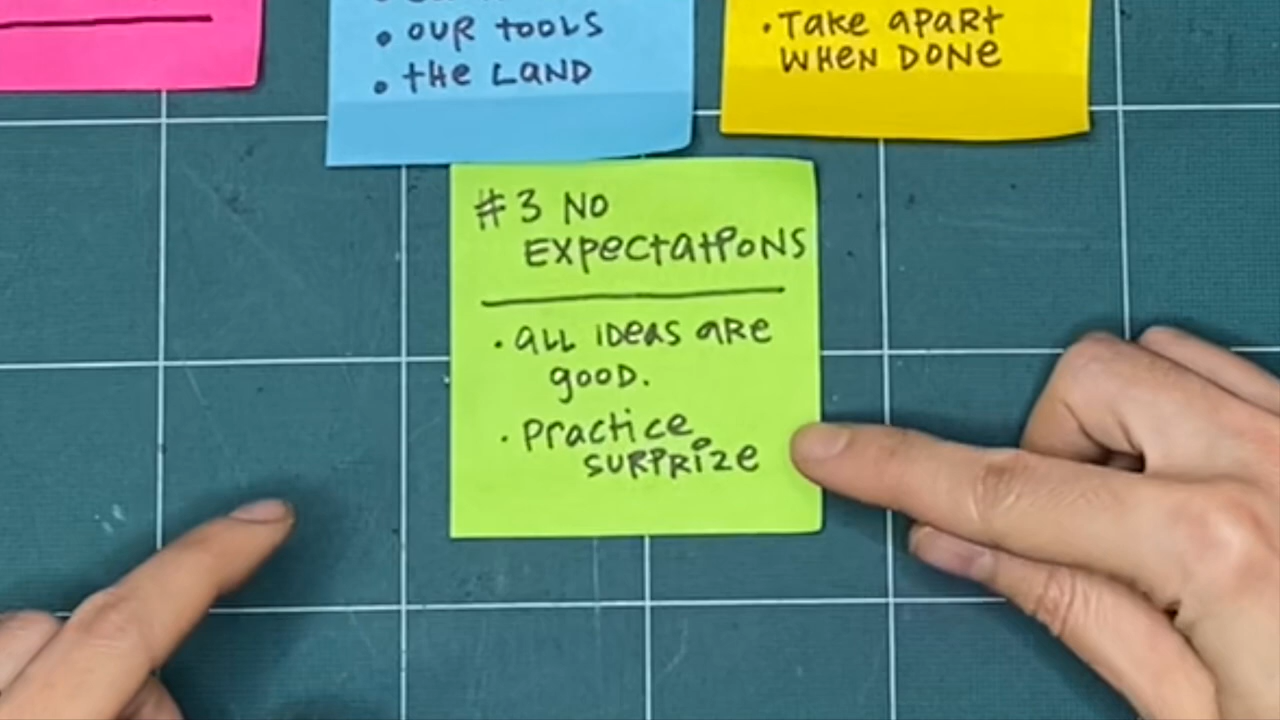 • OUR tOOLS
• tHe LaND
• Take apaRt
WHeN DONe
#3 NO
EXPectatiONS
• aLL iDeas aRe
gOOD.
• PRactice
SURPRiZe